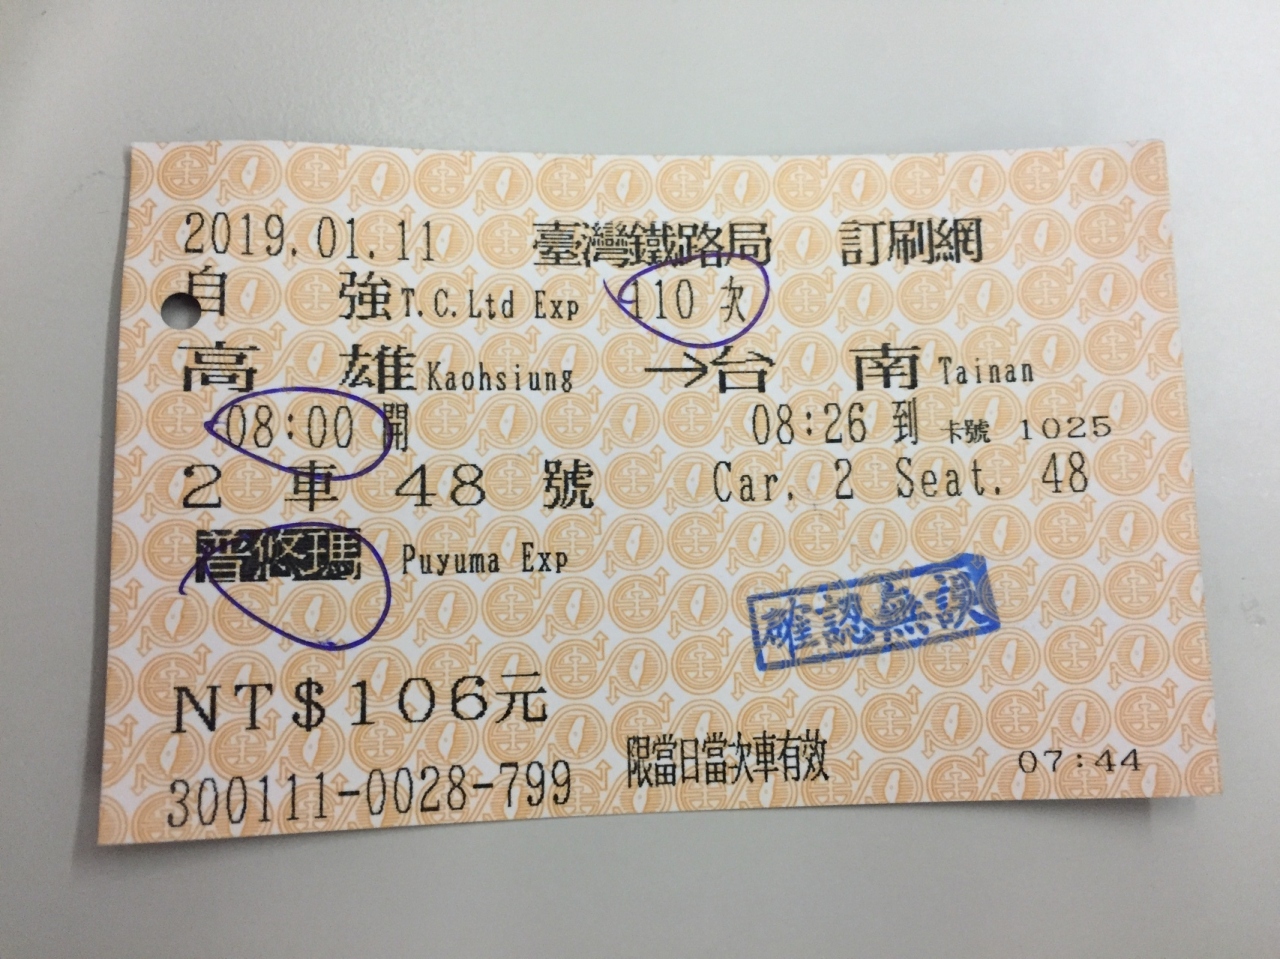 2019.01.11 臺灣鐵路局 訂刷網
自強 T.C.Ltd Exp 110 次
高雄 Kaohsiung →台南 Tainan
08:00 開 08:26 到 卡號 1025
2 車 48 號 Car. 2 Seat. 48
普悠瑪 Puyuma Exp
確認無誤
NT$106元
限當日當次車有效 07:44
300111-0028-799